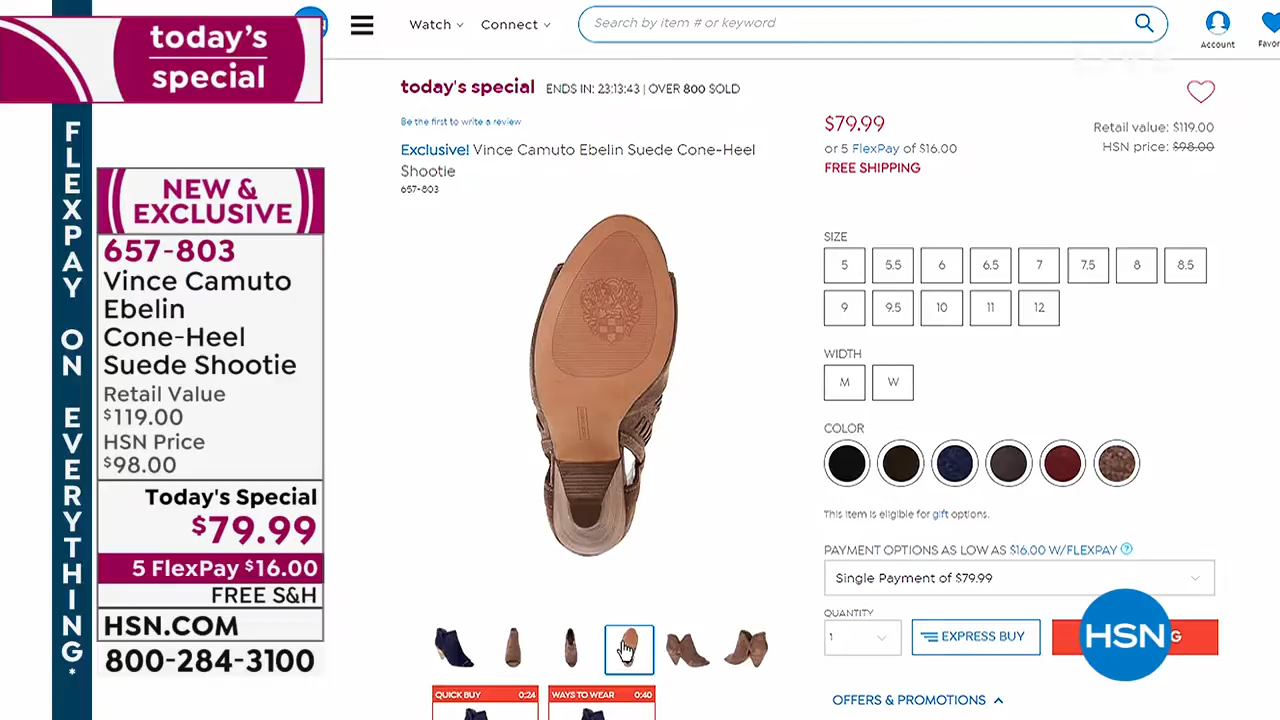 today's
special
FLEXPAY ON EVERYTHING.*
NEW &
EXCLUSIVE
657-803
Vince Camuto
Ebelin
Cone-Heel
Suede Shootie
Retail Value
$119.00
HSN Price
$98.00
Today's Special
$79.99
5 FlexPay $16.00
FREE S&H
HSN.COM
800-284-3100
Watch
Connect
Search by item # or keyword
Account
Favor
today's special ENDS IN: 23:13:43 | OVER 800 SOLD
Be the first to write a review
Exclusive! Vince Camuto Ebelin Suede Cone-Heel
Shootie
657-803
QUICK BUY 0:24
WAYS TO WEAR 0:40
$79.99
Retail value: $119.00
or 5 FlexPay of $16.00
HSN price: $98.00
FREE SHIPPING
SIZE
5 5.5 6 6.5 7 7.5 8 8.5
9 9.5 10 11 12
WIDTH
M W
COLOR
This item is eligible for gift options.
PAYMENT OPTIONS AS LOW AS $16.00 W/FLEXPAY ?
Single Payment of $79.99
QUANTITY
1
EXPRESS BUY
HSN
G
OFFERS & PROMOTIONS